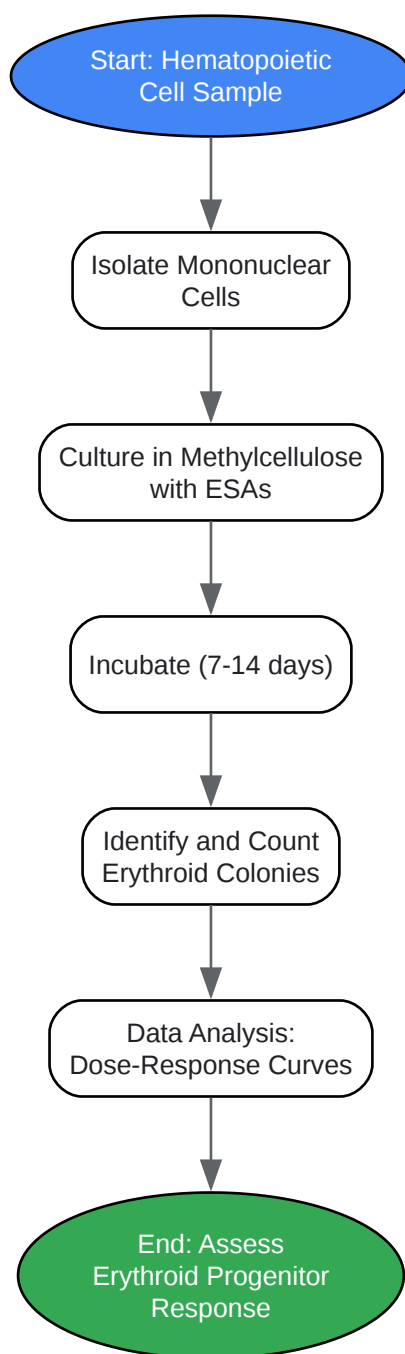 Start: Hematopoietic
Cell Sample
Isolate Mononuclear
Cells
Culture in Methylcellulose
with ESAs
Incubate (7-14 days)
Identify and Count
Erythroid Colonies
Data Analysis:
Dose-Response Curves
End: Assess
Erythroid Progenitor
Response